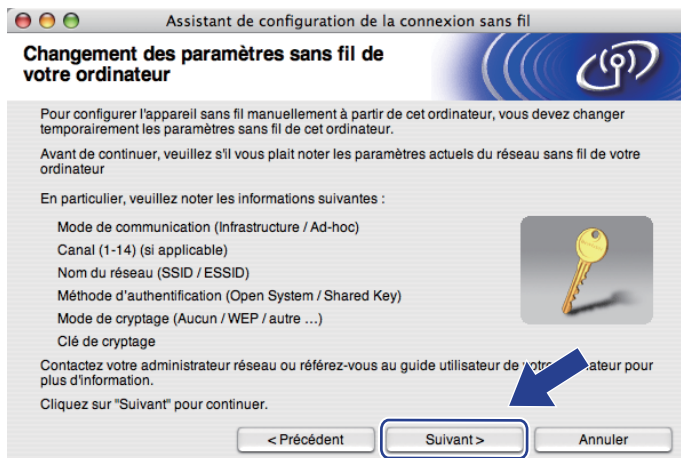 Assistant de configuration de la connexion sans fil
Changement des paramètres sans fil de
votre ordinateur
Pour configurer l'appareil sans fil manuellement à partir de cet ordinateur, vous devez changer
temporairement les paramètres sans fil de cet ordinateur.
Avant de continuer, veuillez s'il vous plait noter les paramètres actuels du réseau sans fil de votre
ordinateur
En particulier, veuillez noter les informations suivantes :
Mode de communication (Infrastructure / Ad-hoc)
Canal (1-14) (si applicable)
Nom du réseau (SSID / ESSID)
Méthode d'authentification (Open System / Shared Key)
Mode de cryptage (Aucun / WEP / autre ...)
Clé de cryptage
Contactez votre administrateur réseau ou référez-vous au guide utilisateur de pour
plus d'information.
Cliquez sur "Suivant" pour continuer.
< Précédent Suivant > Annuler